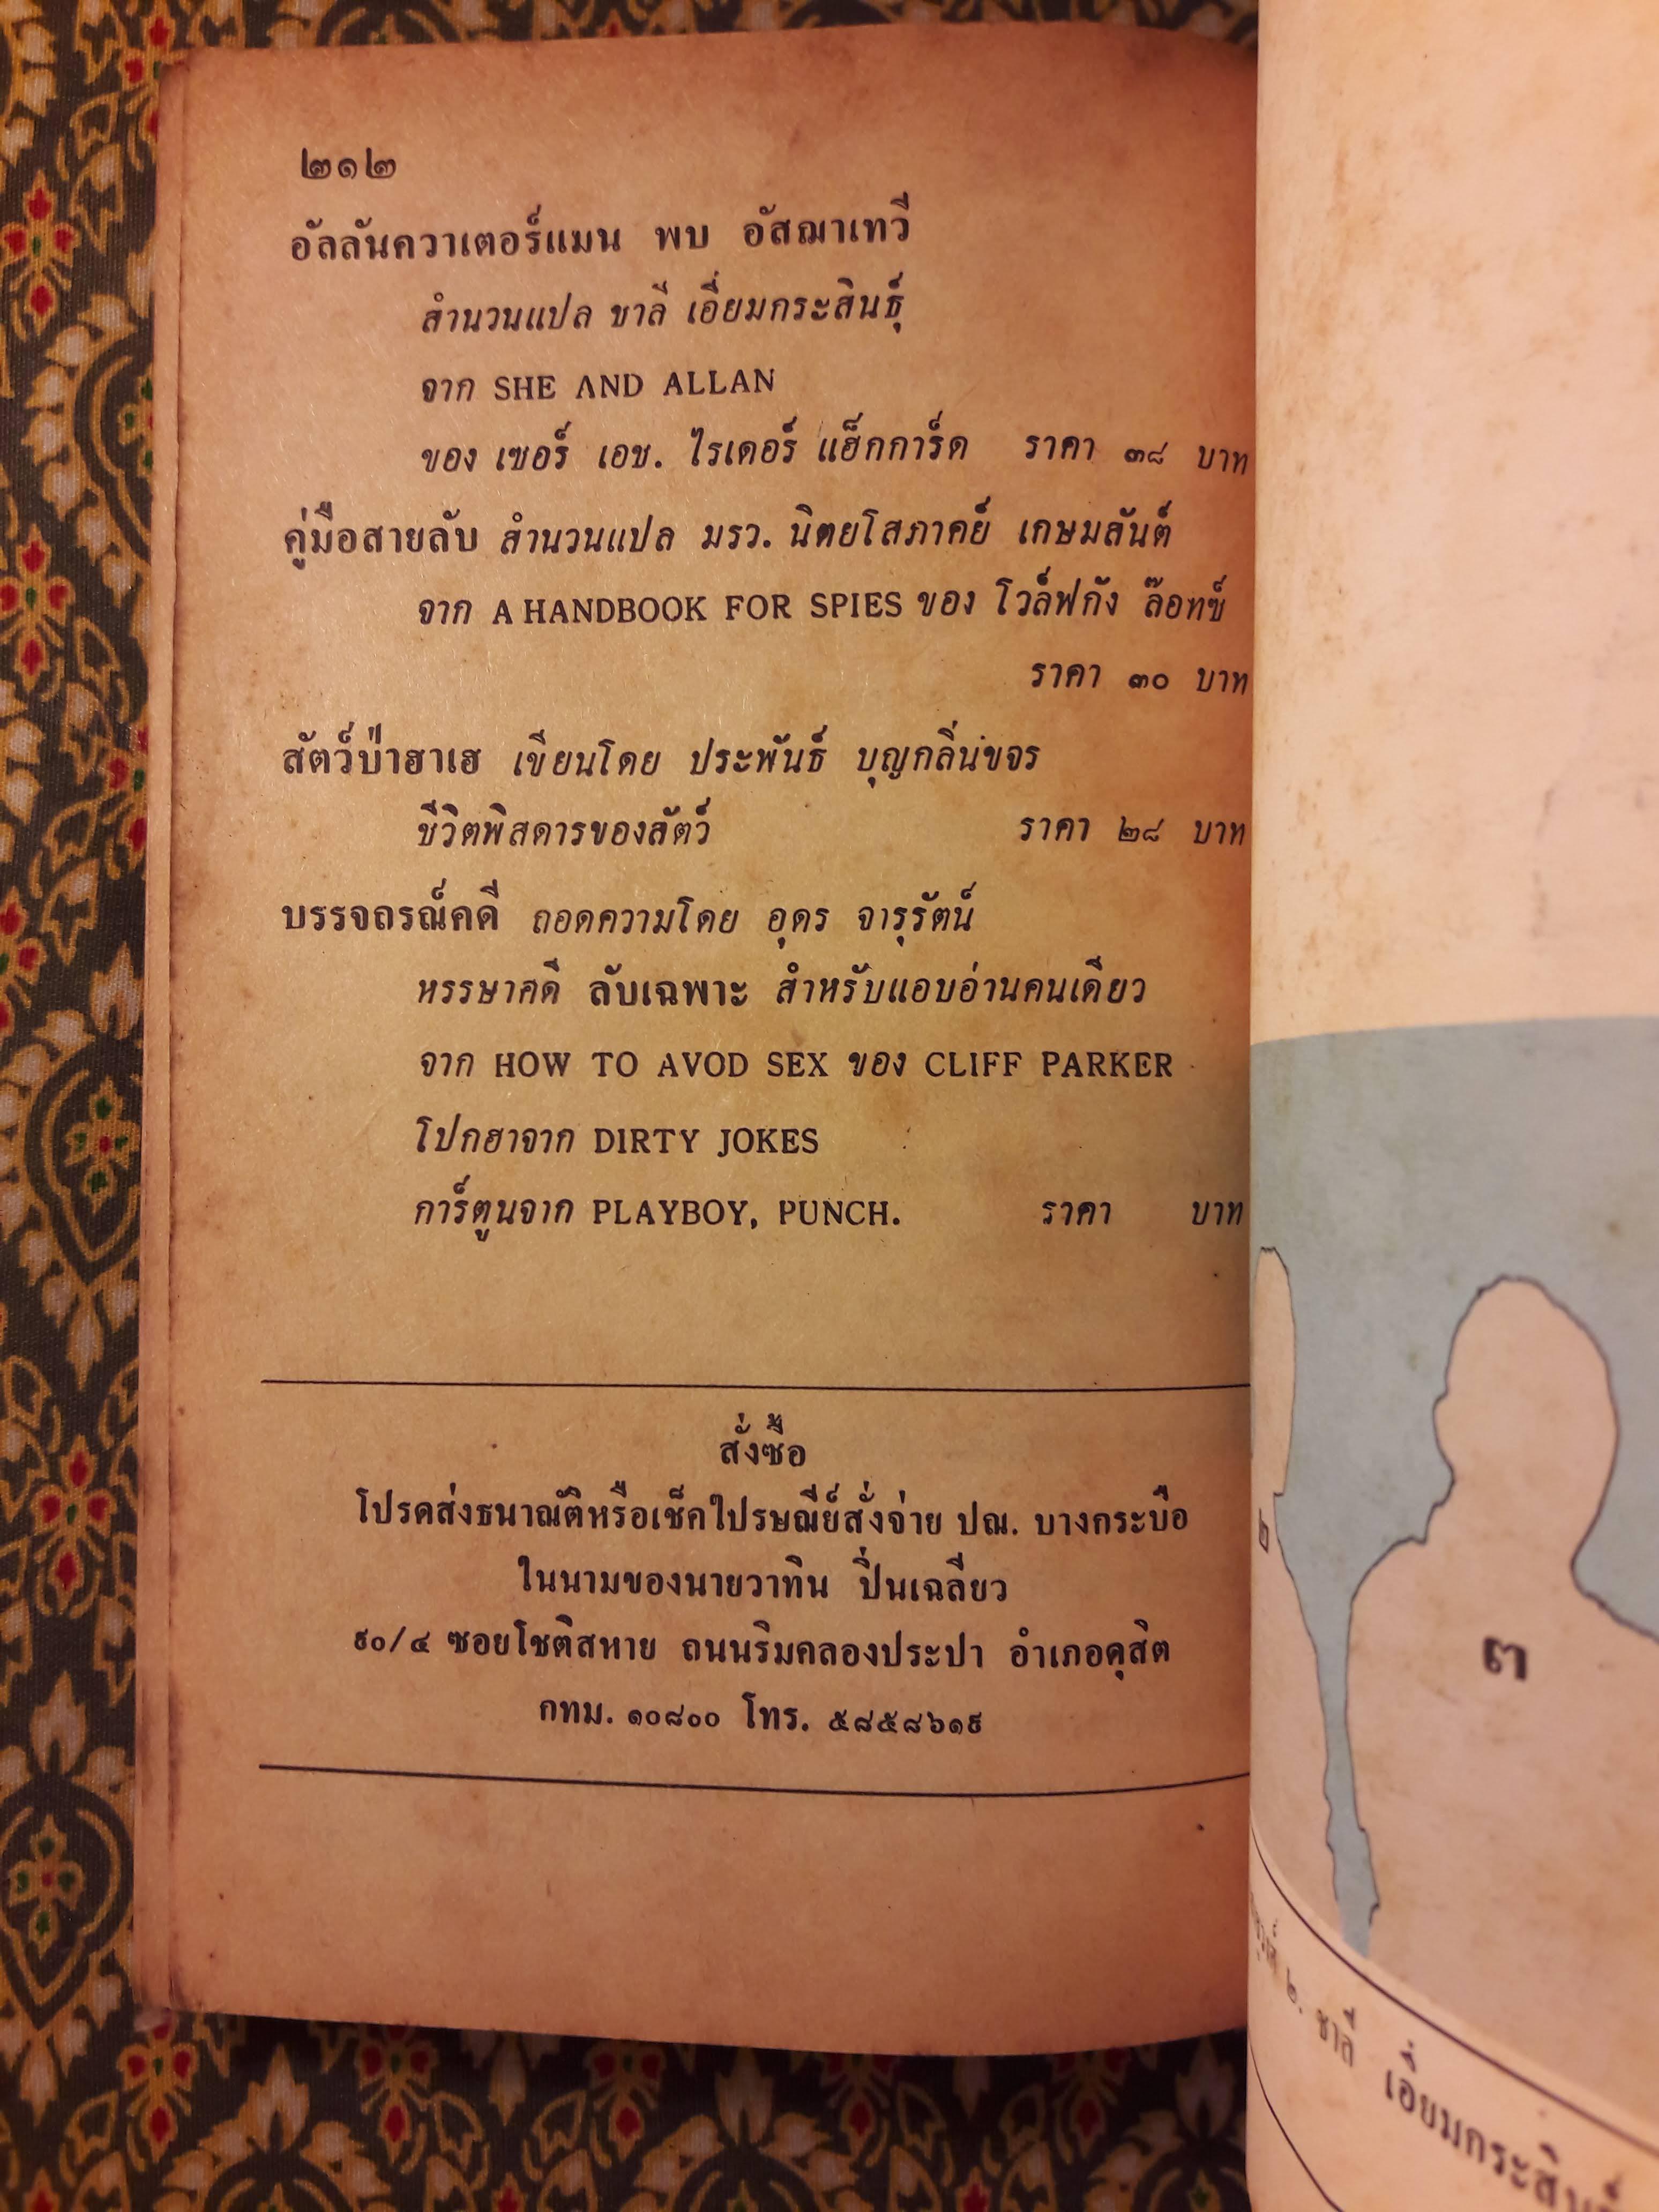 ๒๑๒
อัลลันควาเตอร์แมน พบ อัสฌาเทวี
สำนวนแปล ชาลี เอี่ยมกระสินธุ์
จาก SHE AND ALLAN
ของ เซอร์ เอช. ไรเดอร์ แฮ็กการ์ด ราคา ๓๘ บาท
คู่มือสายลับ สำนวนแปล มรว. นิตยโสภาคย์ เกษมสันต์
จาก A HANDBOOK FOR SPIES ของ โวล์ฟกัง ล๊อทซ์
ราคา ๓๐ บาท
สัตว์ป่าฮาเฮ เขียนโดย ประพันธ์ บุญกลิ่นขจร
ชีวิตพิสดารของสัตว์ ราคา ๒๘ บาท
บรรจถรณ์คดี ถอดความโดย อุดร จารุรัตน์
หรรษาคดี ลับเฉพาะ สำหรับแอบอ่านคนเดียว
จาก HOW TO AVOD SEX ของ CLIFF PARKER
โปกฮาจาก DIRTY JOKES
การ์ตูนจาก PLAYBOY, PUNCH. ราคา บาท
สั่งซื้อ
โปรดส่งธนาณัติหรือเช็คไปรษณีย์สั่งจ่าย ปณ. บางกระบือ
ในนามของนายวาทิน ปิ่นเฉลียว
๙๐/๔ ซอยโชติสหาย ถนนริมคลองประปา อำเภอดุสิต
กทม. ๑๐๘๐๐ โทร. ๕๘๕๘๖๑๙
๒
๓
๒. ชาลี เอี่ยมกระสินธุ์